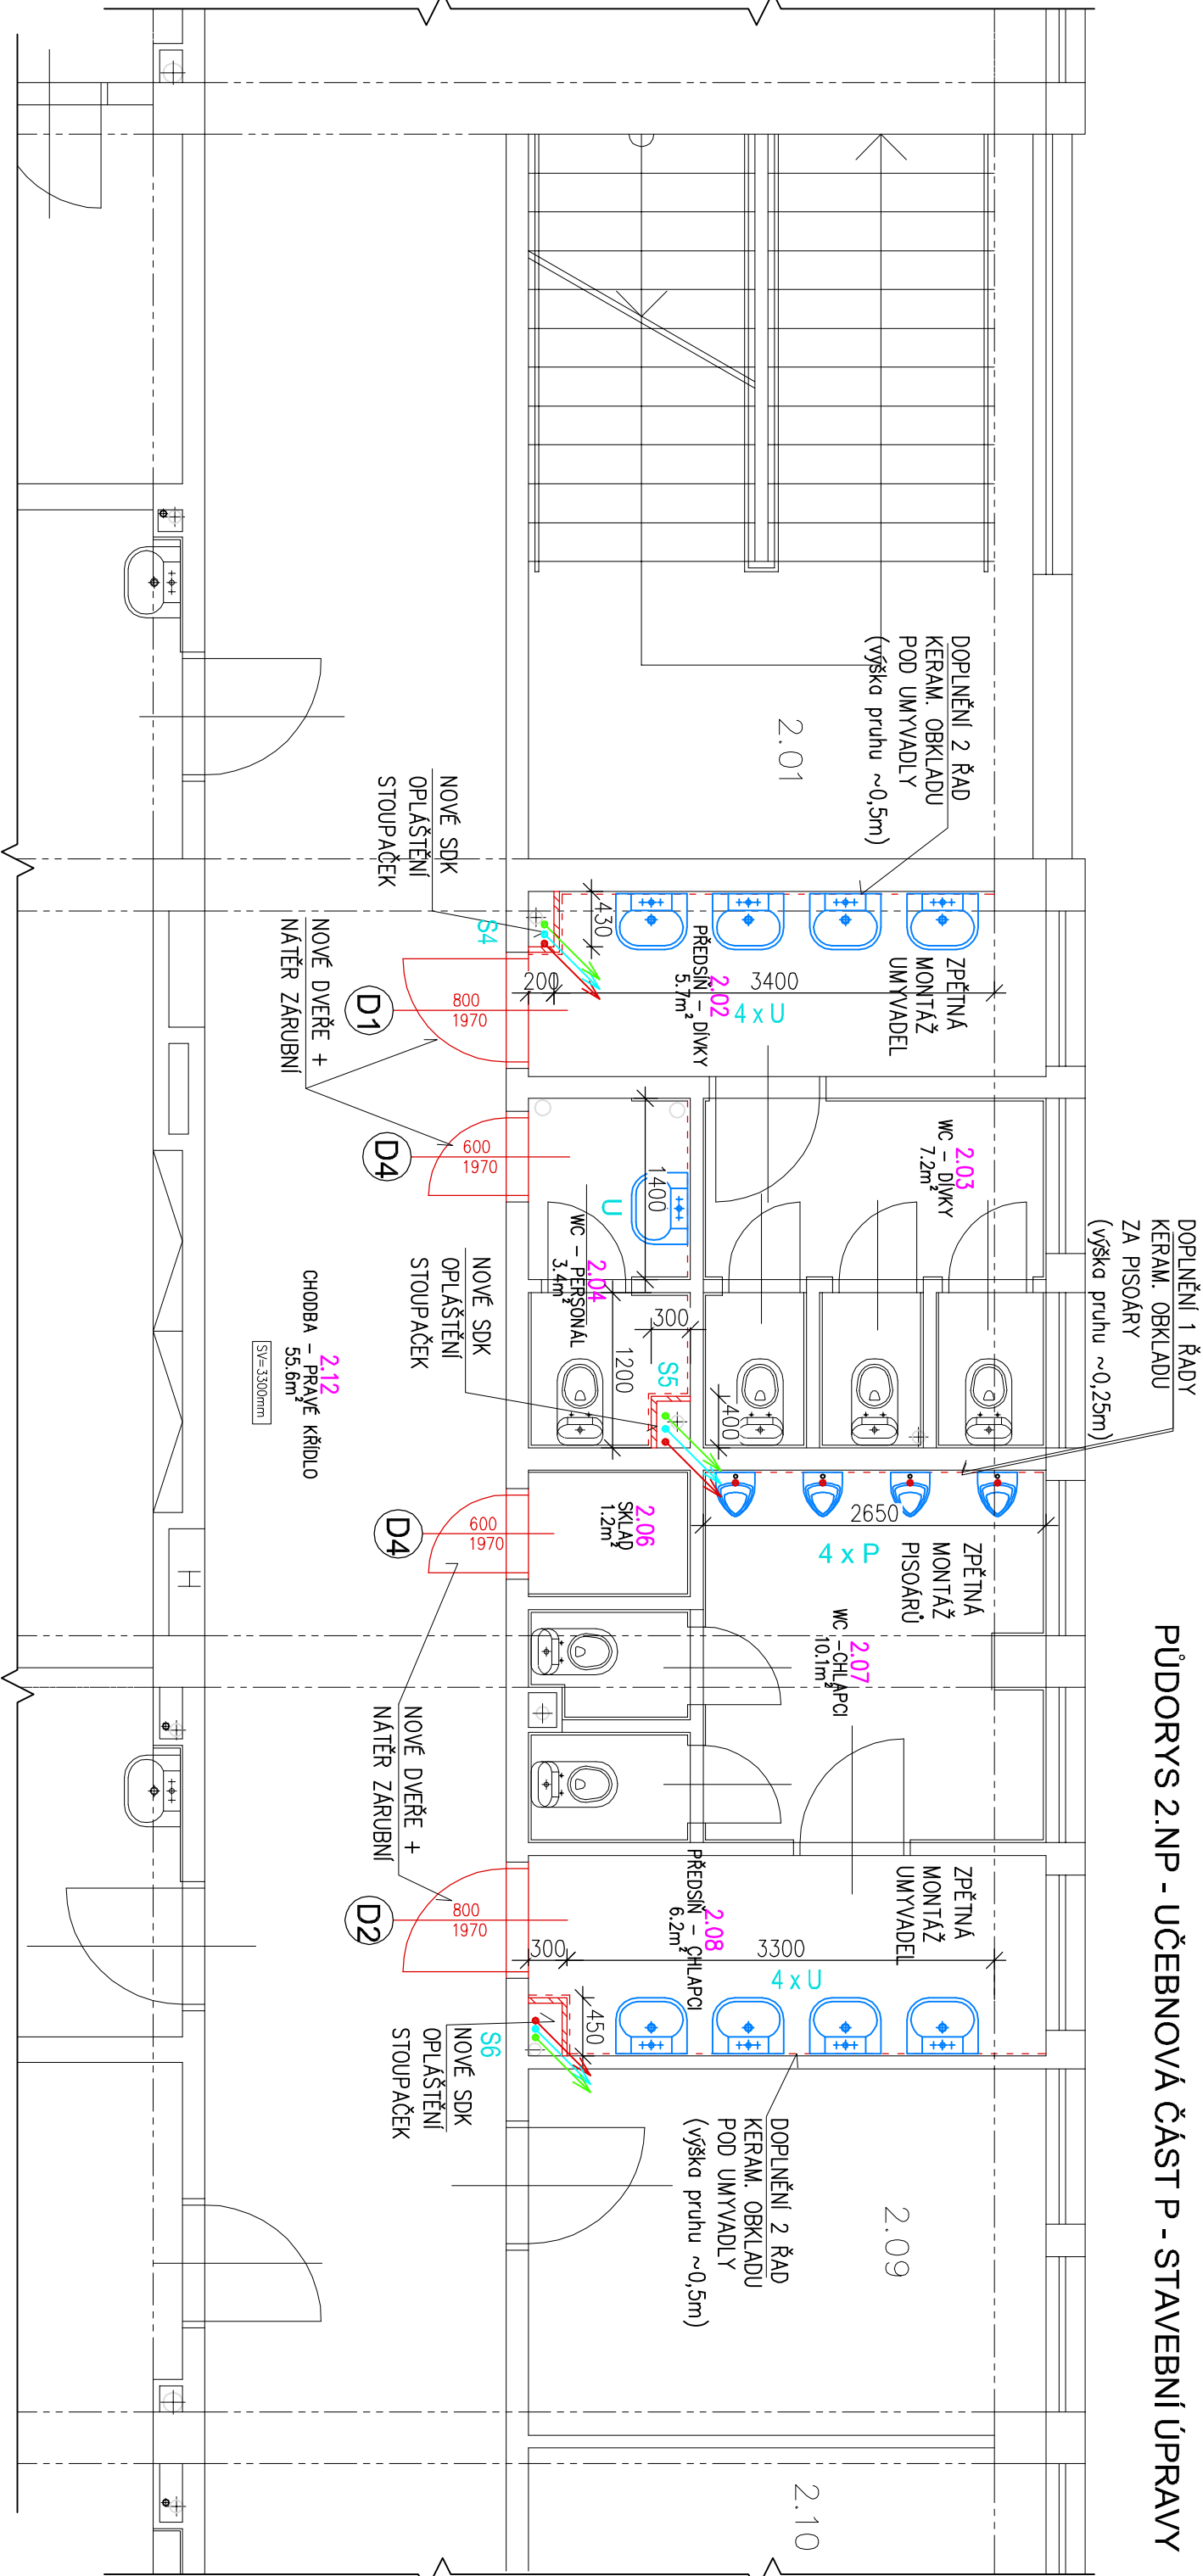 PŮDORYS 2.NP - UČEBNOVÁ ČÁST P - STAVEBNÍ ÚPRAVY
DOPLNĚNÍ 2 ŘAD
KERAM. OBKLADU
POD UMYVADLY
(výška pruhu ~0,5m)
2.01
NOVÉ SDK
OPLÁŠTĚNÍ
STOUPAČEK
S4
430
200
3400
ZPĚTNÁ
MONTÁŽ
UMYVADEL
2.02
PŘEDSÍŇ - DÍVKY
5.7m²
4 x U
NOVÉ DVEŘE +
NÁTĚR ZÁRUBNÍ
D1
800
1970
D4
600
1970
2.03
WC - DÍVKY
7.2m²
1400
U
2.04
WC - PERSONÁL
3.4m²
DOPLNĚNÍ 1 ŘADY
KERAM. OBKLADU
ZA PISOÁRY
(výška pruhu ~0,25m)
NOVÉ SDK
OPLÁŠTĚNÍ
STOUPAČEK
300
1200
S5
400
2.12
CHODBA - PRAVÉ KŘÍDLO
55.6m²
SV=3300mm
2650
4 x P
ZPĚTNÁ
MONTÁŽ
PISOÁRŮ
2.06
SKLAD
1.2m²
D4
600
1970
H
2.07
WC -CHLAPCI
10.1m²
NOVÉ DVEŘE +
NÁTĚR ZÁRUBNÍ
D2
800
1970
ZPĚTNÁ
MONTÁŽ
UMYVADEL
2.08
PŘEDSÍŇ - CHLAPCI
6.2m²
300
3300
4 x U
450
S6
NOVÉ SDK
OPLÁŠTĚNÍ
STOUPAČEK
DOPLNĚNÍ 2 ŘAD
KERAM. OBKLADU
POD UMYVADLY
(výška pruhu ~0,5m)
2.09
2.10